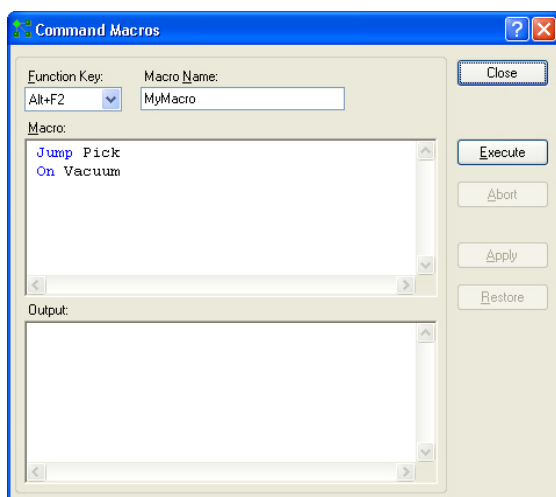 Command Macros
Function Key:
Macro Name:
Close
Alt+F2
MyMacro
Macro:
Jump Pick
On Vacuum
Execute
Abort
Apply
Restore
Output: